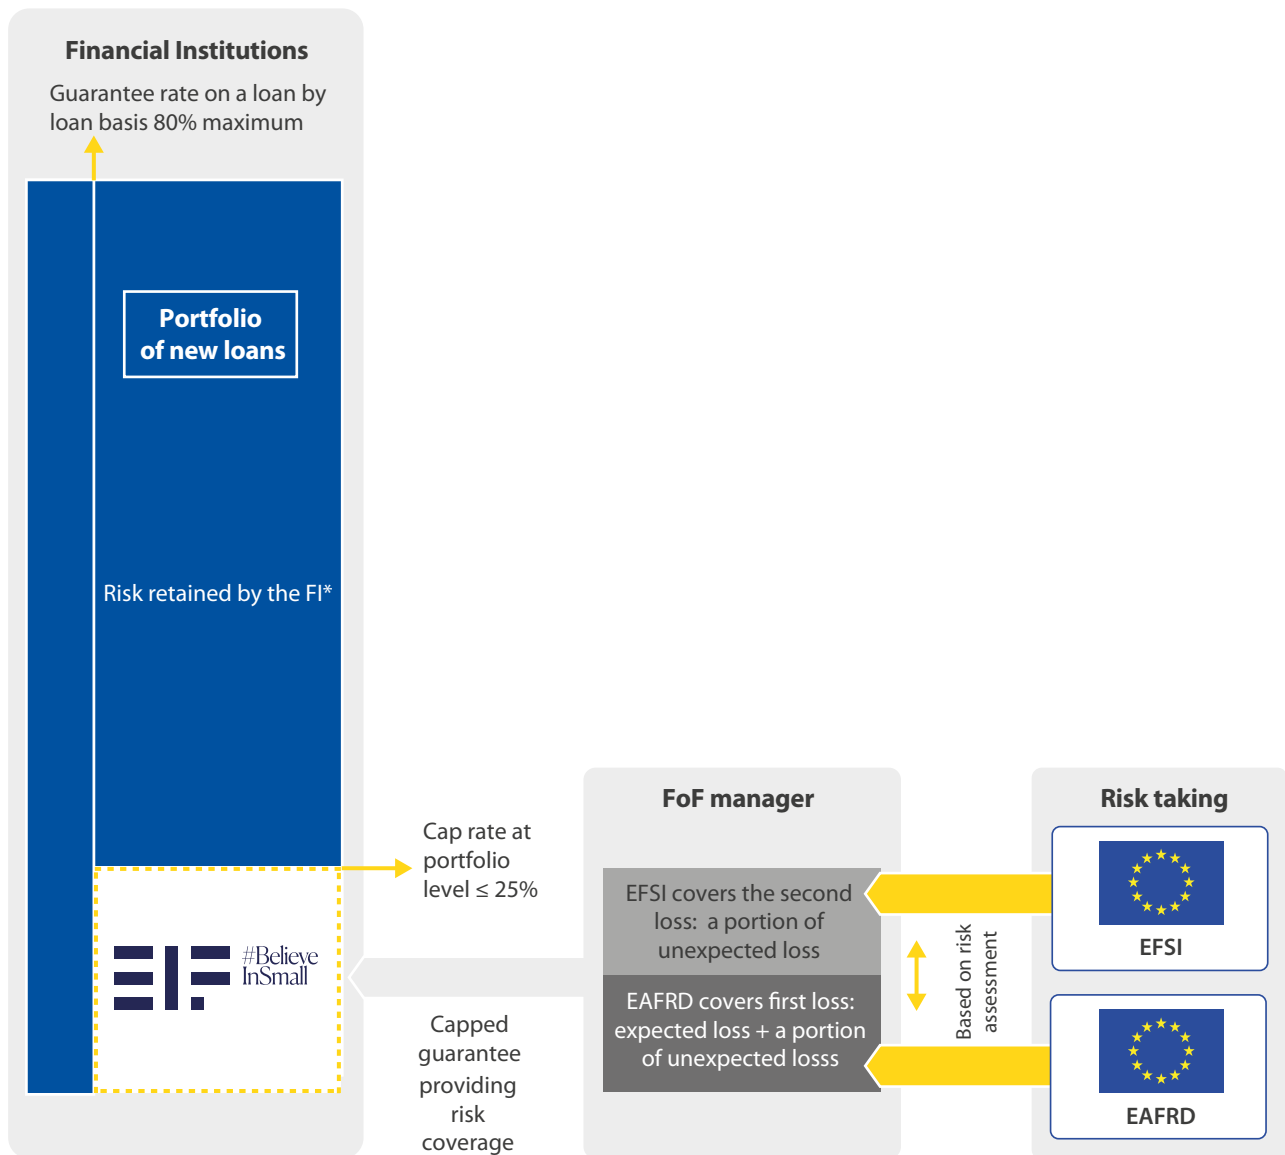 Financial Institutions
Guarantee rate on a loan by
loan basis 80% maximum
Portfolio
of new loans
Risk retained by the FI*
Cap rate at
portfolio
level ≤ 25%
EIF
#Believe
InSmall
Capped
guarantee
providing
risk
coverage
FoF manager
EFSI covers the second
loss: a portion of
unexpected loss
EAFRD covers first loss:
expected loss + a portion
of unexpected losss
Based on risk
assessment
Risk taking
EFSI
EAFRD